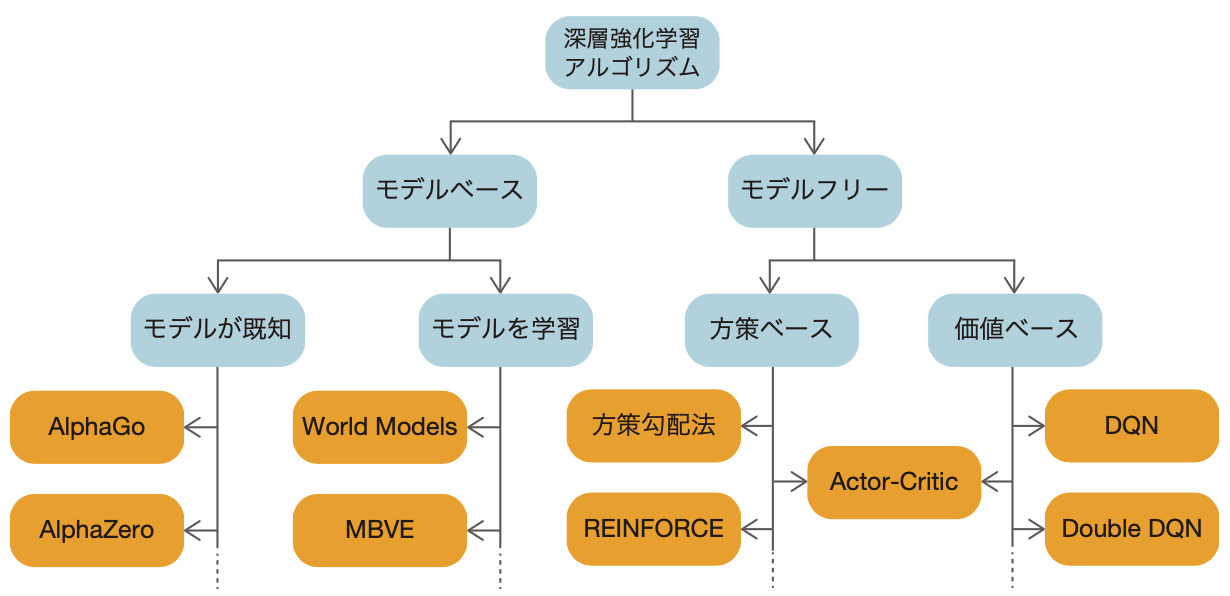 深層強化学習
アルゴリズム
モデルベース
モデルフリー
モデルが既知
モデルを学習
方策ベース
価値ベース
AlphaGo
World Models
方策勾配法
DQN
Actor-Critic
AlphaZero
MBVE
REINFORCE
Double DQN